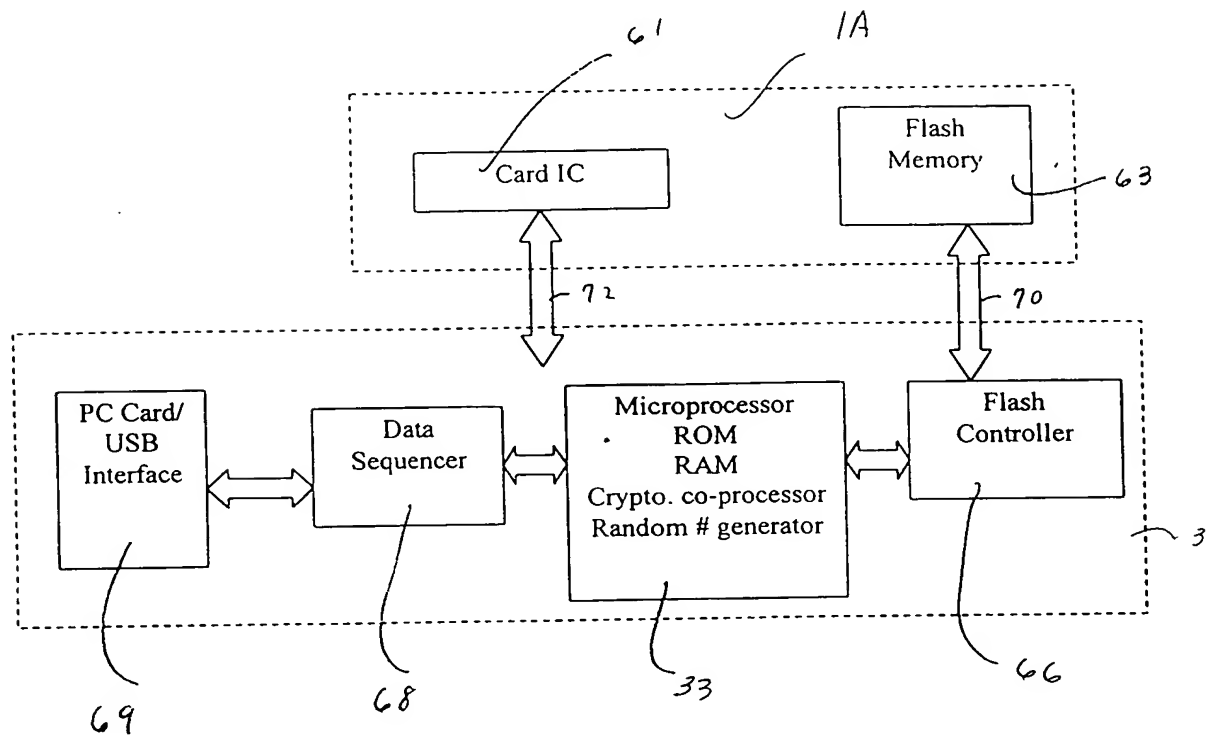 61
1A
Card IC
Flash
Memory
63
72
70
PC Card/
USB
Interface
Data
Sequencer
Microprocessor
ROM
RAM
Crypto. co-processor
Random # generator
Flash
Controller
3
69
68
33
66